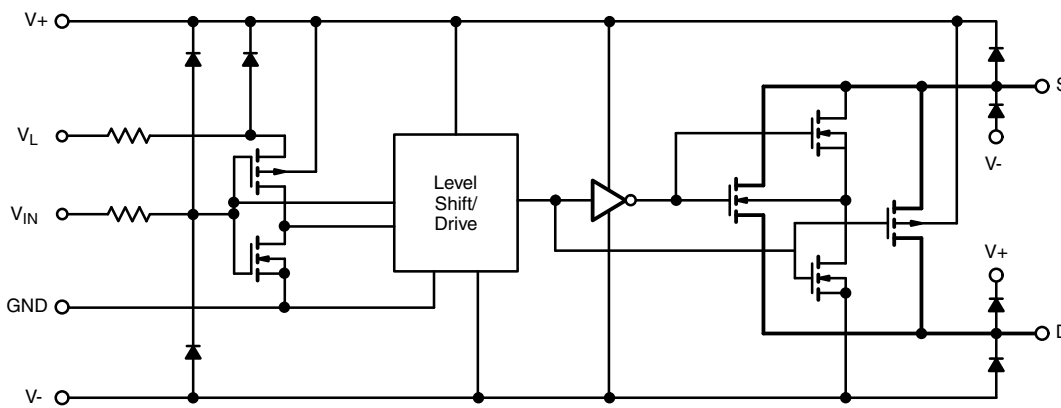 V+
S
VL
V-
Level
Shift/
Drive
VIN
V+
GND
D
V-